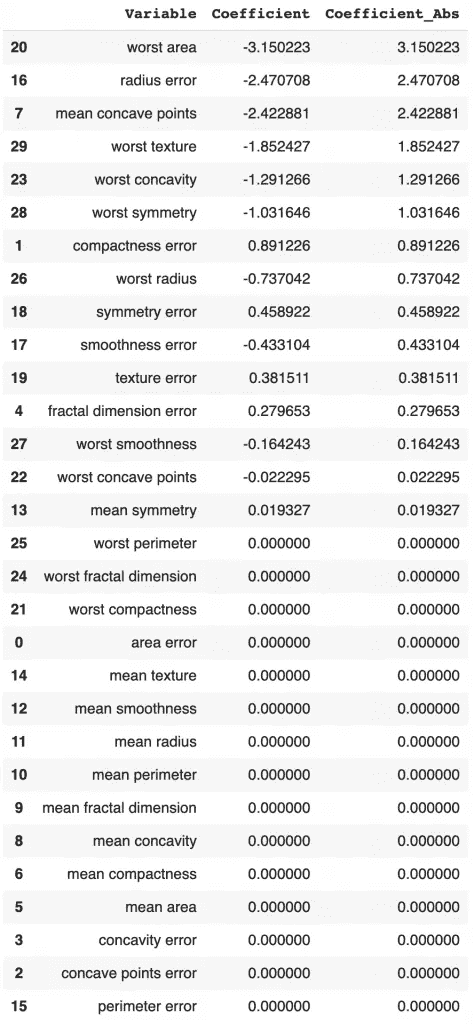 Variable Coefficient Coefficient_Abs
20 worst area -3.150223 3.150223
16 radius error -2.470708 2.470708
7 mean concave points -2.422881 2.422881
29 worst texture -1.852427 1.852427
23 worst concavity -1.291266 1.291266
28 worst symmetry -1.031646 1.031646
1 compactness error 0.891226 0.891226
26 worst radius -0.737042 0.737042
18 symmetry error 0.458922 0.458922
17 smoothness error -0.433104 0.433104
19 texture error 0.381511 0.381511
4 fractal dimension error 0.279653 0.279653
27 worst smoothness -0.164243 0.164243
22 worst concave points -0.022295 0.022295
13 mean symmetry 0.019327 0.019327
25 worst perimeter 0.000000 0.000000
24 worst fractal dimension 0.000000 0.000000
21 worst compactness 0.000000 0.000000
0 area error 0.000000 0.000000
14 mean texture 0.000000 0.000000
12 mean smoothness 0.000000 0.000000
11 mean radius 0.000000 0.000000
10 mean perimeter 0.000000 0.000000
9 mean fractal dimension 0.000000 0.000000
8 mean concavity 0.000000 0.000000
6 mean compactness 0.000000 0.000000
5 mean area 0.000000 0.000000
3 concavity error 0.000000 0.000000
2 concave points error 0.000000 0.000000
15 perimeter error 0.000000 0.000000